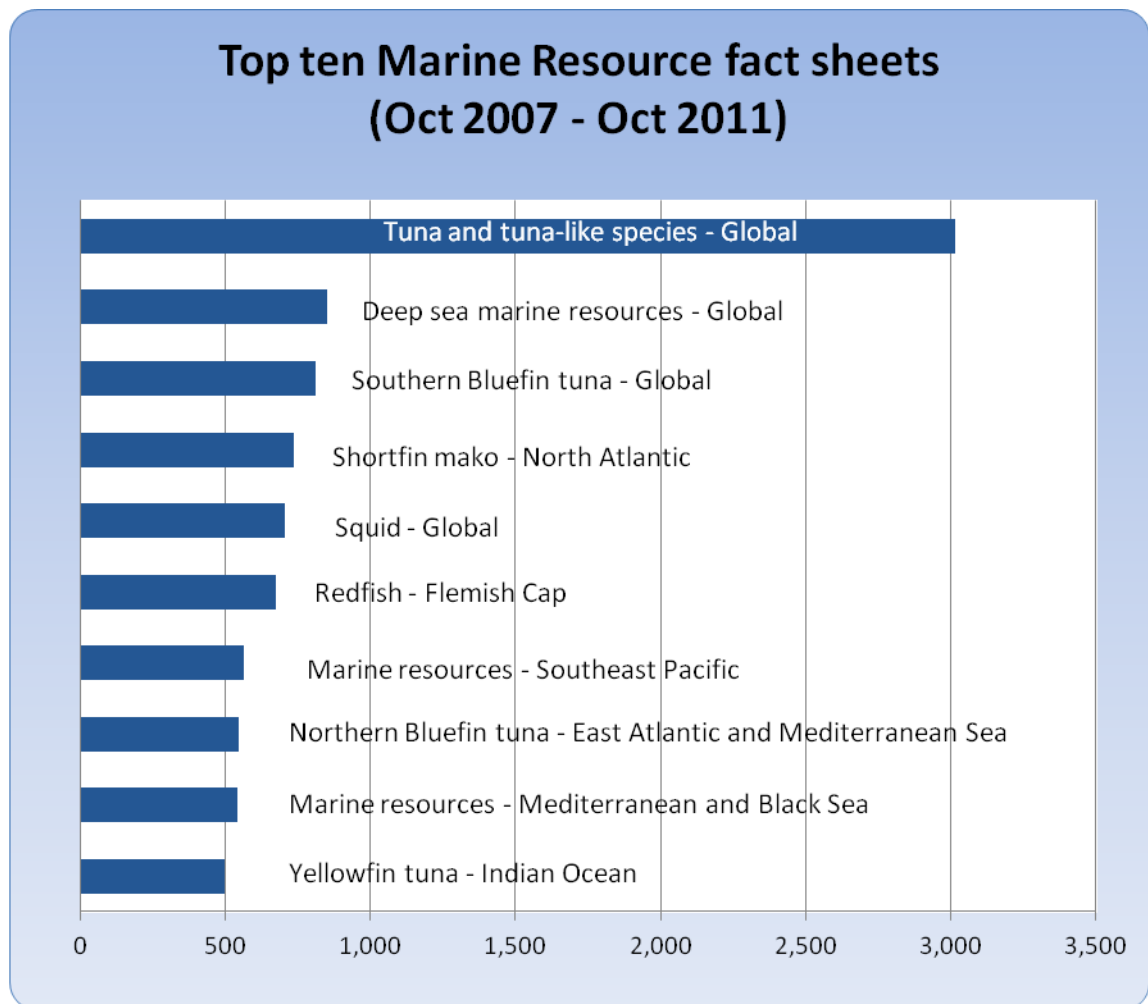 Top ten Marine Resource fact sheets
(Oct 2007 - Oct 2011)
Tuna and tuna-like species - Global
Deep sea marine resources - Global
Southern Bluefin tuna - Global
Shortfin mako - North Atlantic
Squid - Global
Redfish - Flemish Cap
Marine resources - Southeast Pacific
Northern Bluefin tuna - East Atlantic and Mediterranean Sea
Marine resources - Mediterranean and Black Sea
Yellowfin tuna - Indian Ocean
0 500 1,000 1,500 2,000 2,500 3,000 3,500